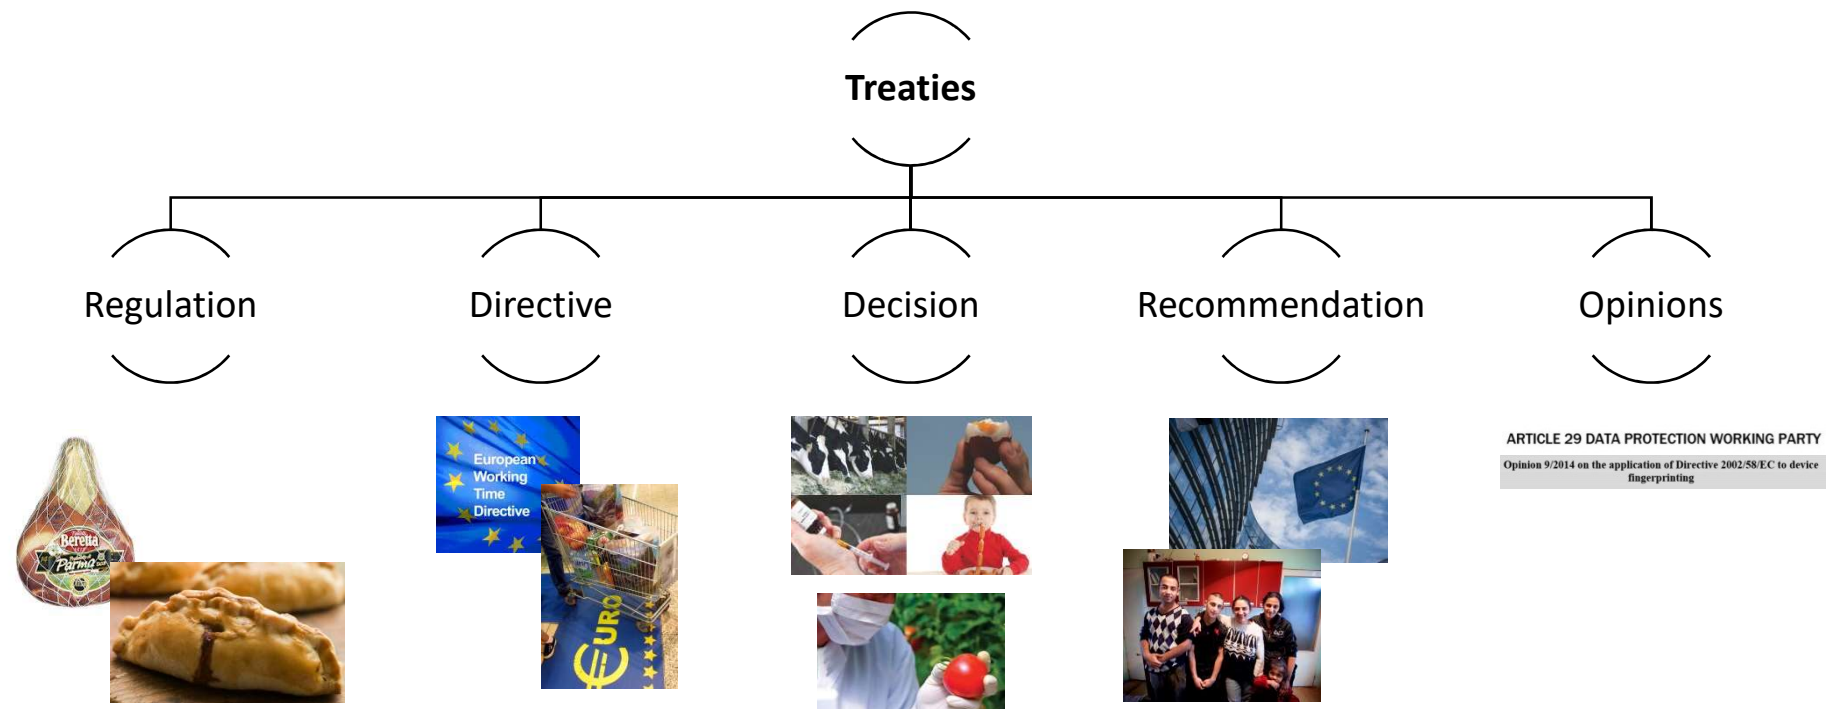 Treaties
Regulation
Directive
Decision
Recommendation
Opinions
Beretta
Parma
European
Working
Time
Directive
EURO
ARTICLE 29 DATA PROTECTION WORKING PARTY
Opinion 9/2014 on the application of Directive 2002/58/EC to device
fingerprinting